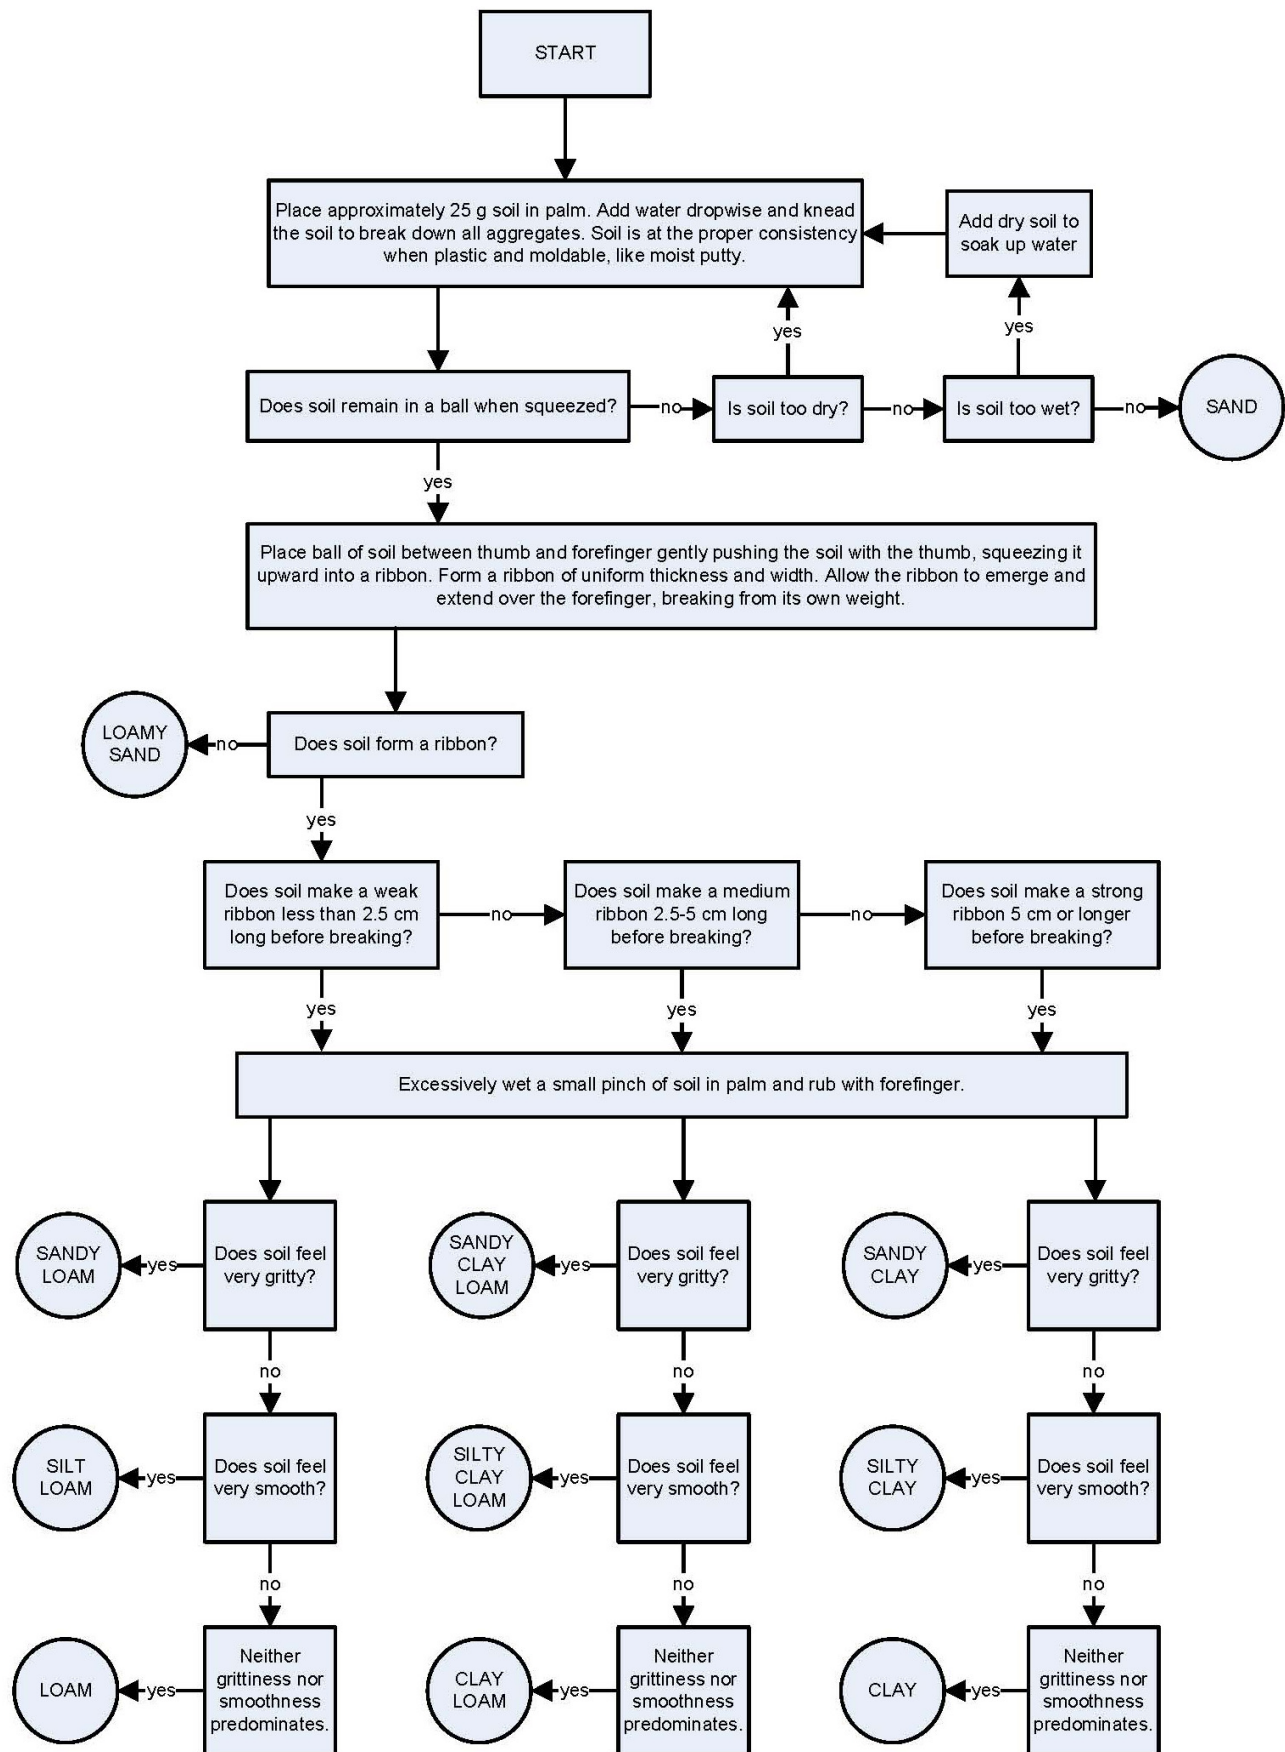 START
Place approximately 25 g soil in palm. Add water dropwise and knead
the soil to break down all aggregates. Soil is at the proper consistency
when plastic and moldable, like moist putty.
Add dry soil to
soak up water
yes
yes
Does soil remain in a ball when squeezed?
no
Is soil too dry?
no
Is soil too wet?
no
SAND
yes
Place ball of soil between thumb and forefinger gently pushing the soil with the thumb, squeezing it
upward into a ribbon. Form a ribbon of uniform thickness and width. Allow the ribbon to emerge and
extend over the forefinger, breaking from its own weight.
LOAMY
SAND
no
Does soil form a ribbon?
yes
Does soil make a weak
ribbon less than 2.5 cm
long before breaking?
no
Does soil make a medium
ribbon 2.5-5 cm long
before breaking?
no
Does soil make a strong
ribbon 5 cm or longer
before breaking?
yes
yes
yes
Excessively wet a small pinch of soil in palm and rub with forefinger.
SANDY
LOAM
yes
Does soil feel
very gritty?
SANDY
CLAY
LOAM
yes
Does soil feel
very gritty?
SANDY
CLAY
yes
Does soil feel
very gritty?
no
no
no
SILT
LOAM
yes
Does soil feel
very smooth?
SILTY
CLAY
LOAM
yes
Does soil feel
very smooth?
SILTY
CLAY
yes
Does soil feel
very smooth?
no
no
no
LOAM
yes
Neither
grittiness nor
smoothness
predominates.
CLAY
LOAM
yes
Neither
grittiness nor
smoothness
predominates.
CLAY
yes
Neither
grittiness nor
smoothness
predominates.